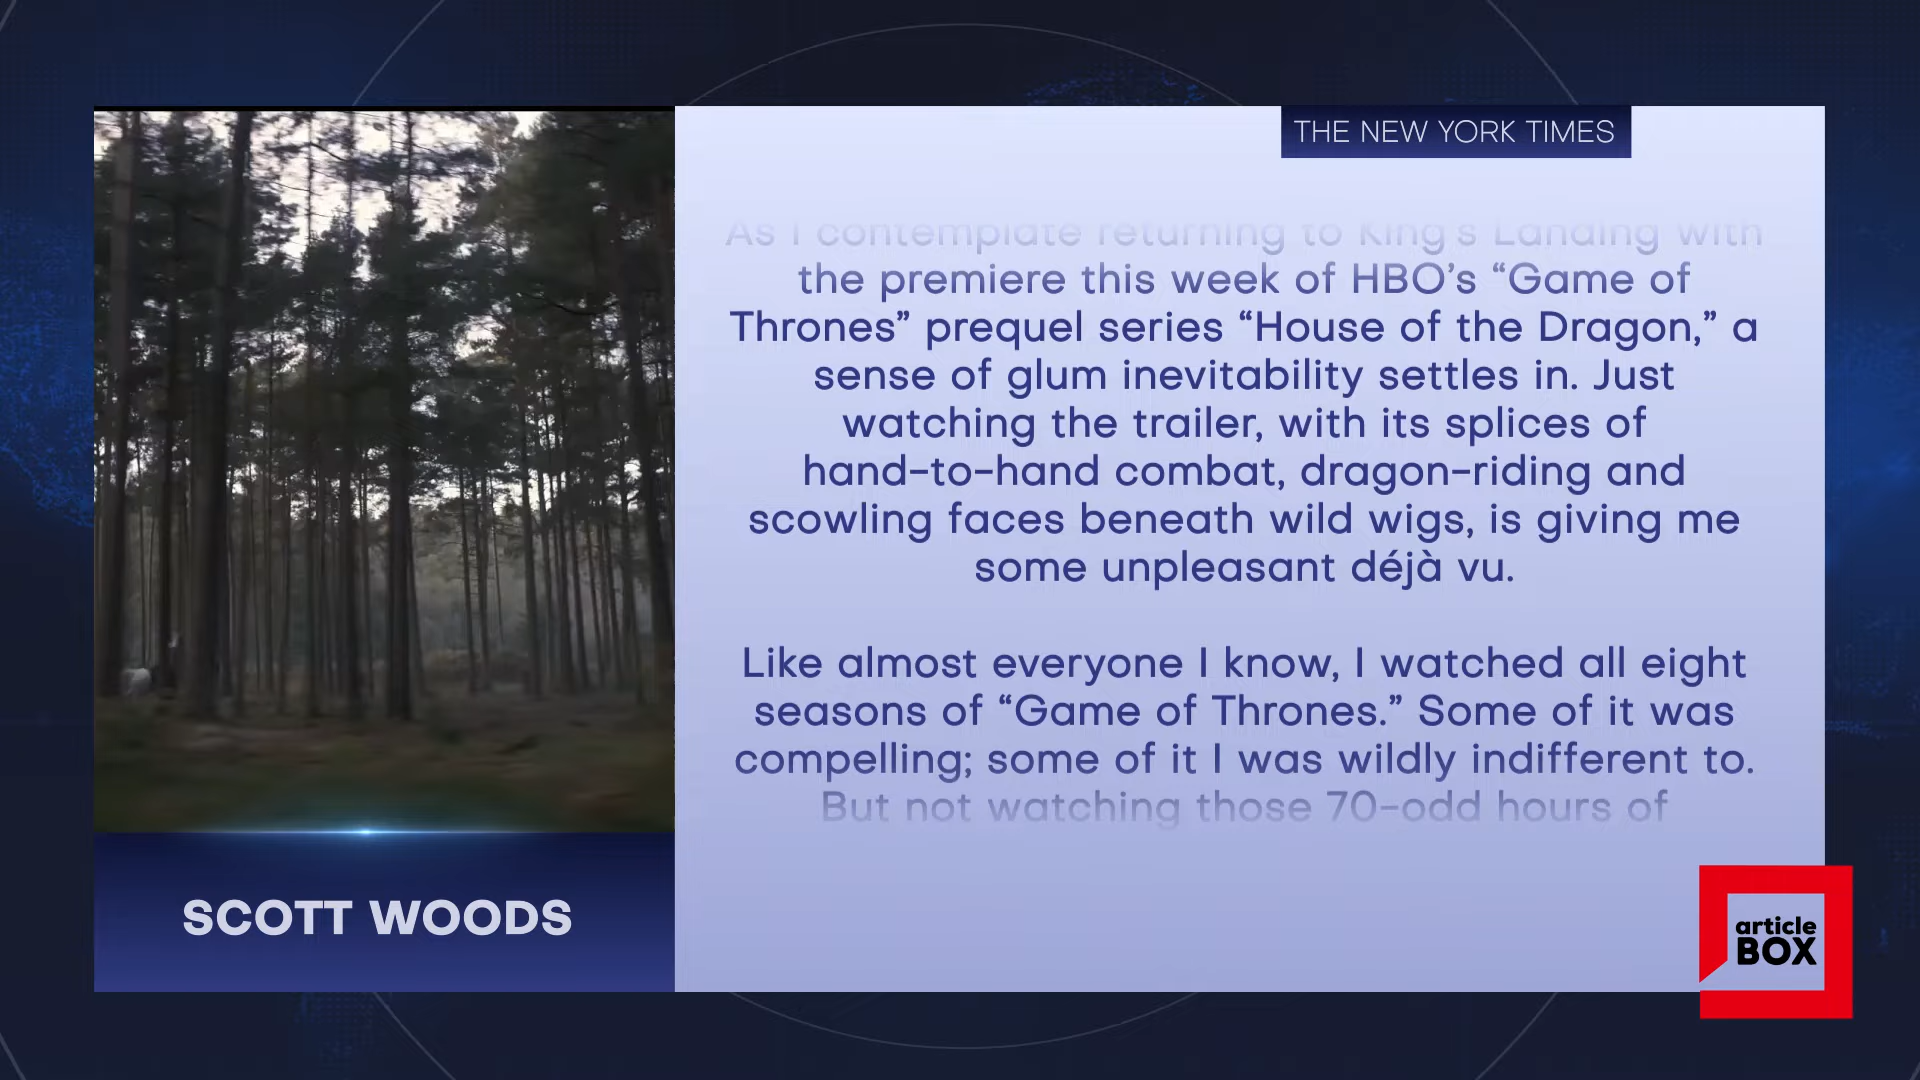 THE NEW YORK TIMES
As I contemplate returning to King's Landing with
the premiere this week of HBO’s “Game of
Thrones” prequel series “House of the Dragon,” a
sense of glum inevitability settles in. Just
watching the trailer, with its splices of
hand-to-hand combat, dragon-riding and
scowling faces beneath wild wigs, is giving me
some unpleasant déjà vu.
Like almost everyone I know, I watched all eight
seasons of “Game of Thrones.” Some of it was
compelling; some of it I was wildly indifferent to.
But not watching those 70-odd hours of
SCOTT WOODS
article
BOX